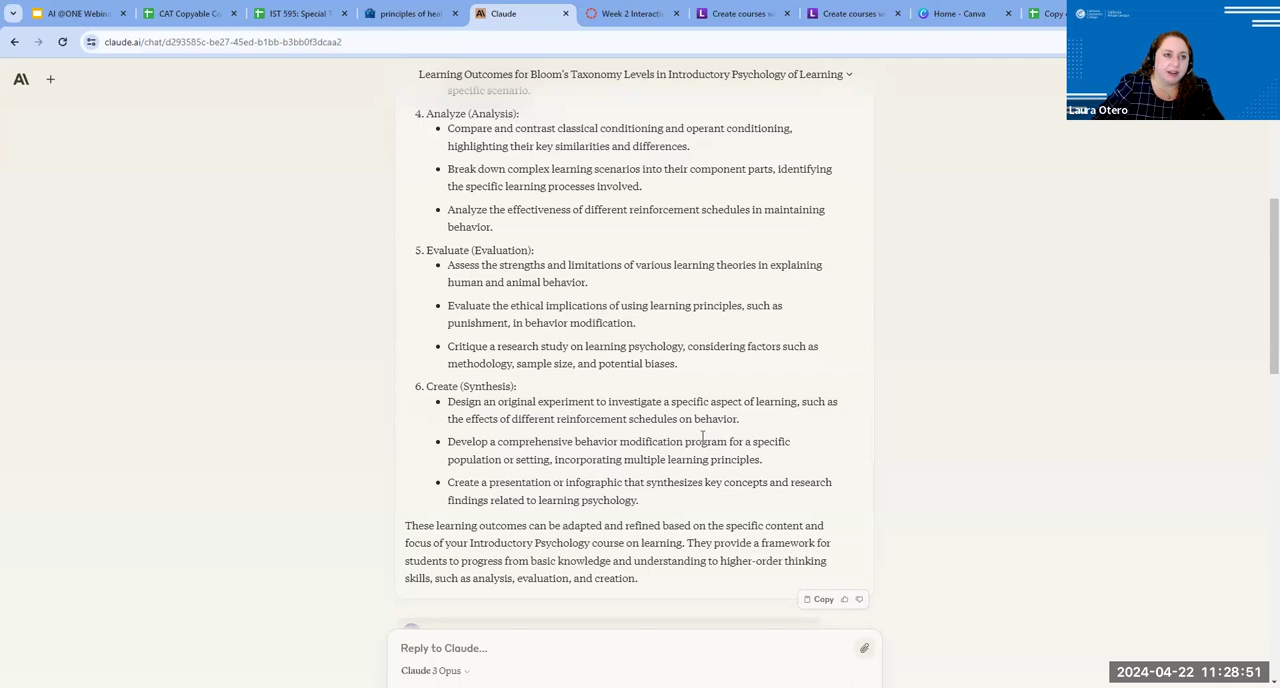 AI @ONE Webina
CAT Copyable Co
IST 595: Special T
Principles of heal
Claude
Week 2 Interacti
Create courses w
Create courses w
Home - Canva
Copy
claude.ai/chat/d293585c-be27-45ed-b1bb-b3bb0f3dcaa2
Laura Otero
AI
Learning Outcomes for Bloom's Taxonomy Levels in Introductory Psychology of Learning
specific scenario.
4. Analyze (Analysis):
• Compare and contrast classical conditioning and operant conditioning,
highlighting their key similarities and differences.
• Break down complex learning scenarios into their component parts, identifying
the specific learning processes involved.
• Analyze the effectiveness of different reinforcement schedules in maintaining
behavior.
5. Evaluate (Evaluation):
• Assess the strengths and limitations of various learning theories in explaining
human and animal behavior.
• Evaluate the ethical implications of using learning principles, such as
punishment, in behavior modification.
• Critique a research study on learning psychology, considering factors such as
methodology, sample size, and potential biases.
6. Create (Synthesis):
• Design an original experiment to investigate a specific aspect of learning, such as
the effects of different reinforcement schedules on behavior.
• Develop a comprehensive behavior modification program for a specific
population or setting, incorporating multiple learning principles.
• Create a presentation or infographic that synthesizes key concepts and research
findings related to learning psychology.
These learning outcomes can be adapted and refined based on the specific content and
focus of your Introductory Psychology course on learning. They provide a framework for
students to progress from basic knowledge and understanding to higher-order thinking
skills, such as analysis, evaluation, and creation.
Copy
Reply to Claude...
Claude 3 Opus
2024-04-22 11:28:51